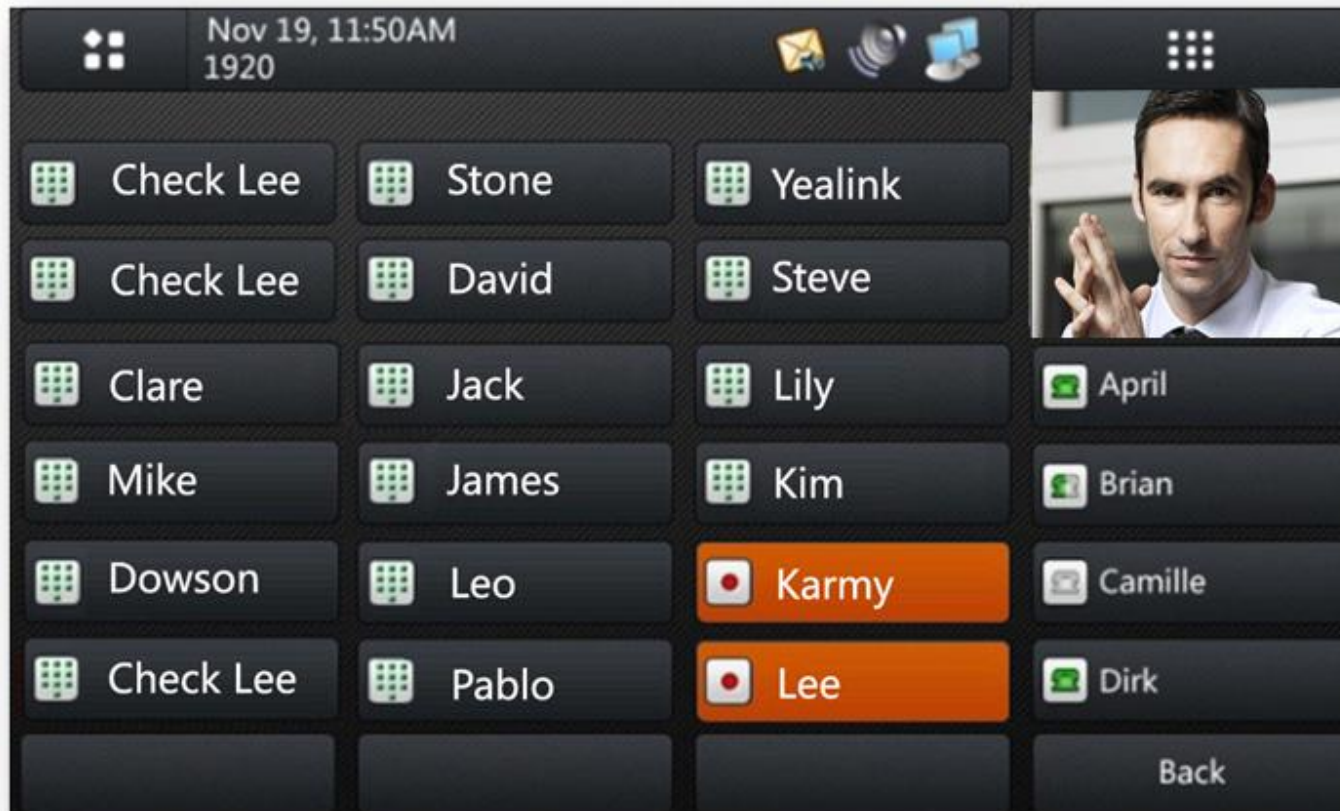 Nov 19, 11:50AM
1920
Check Lee
Stone
Yealink
Check Lee
David
Steve
Clare
Jack
Lily
April
Mike
James
Kim
Brian
Dowson
Leo
Karmy
Camille
Check Lee
Pablo
Lee
Dirk
Back